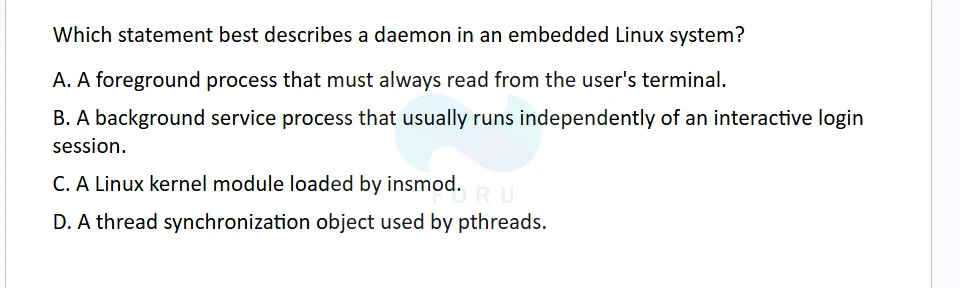 Which statement best describes a daemon in an embedded Linux system?
A. A foreground process that must always read from the user's terminal.
B. A background service process that usually runs independently of an interactive login
session.
C. A Linux kernel module loaded by insmod.
FORU
D. A thread synchronization object used by pthreads.